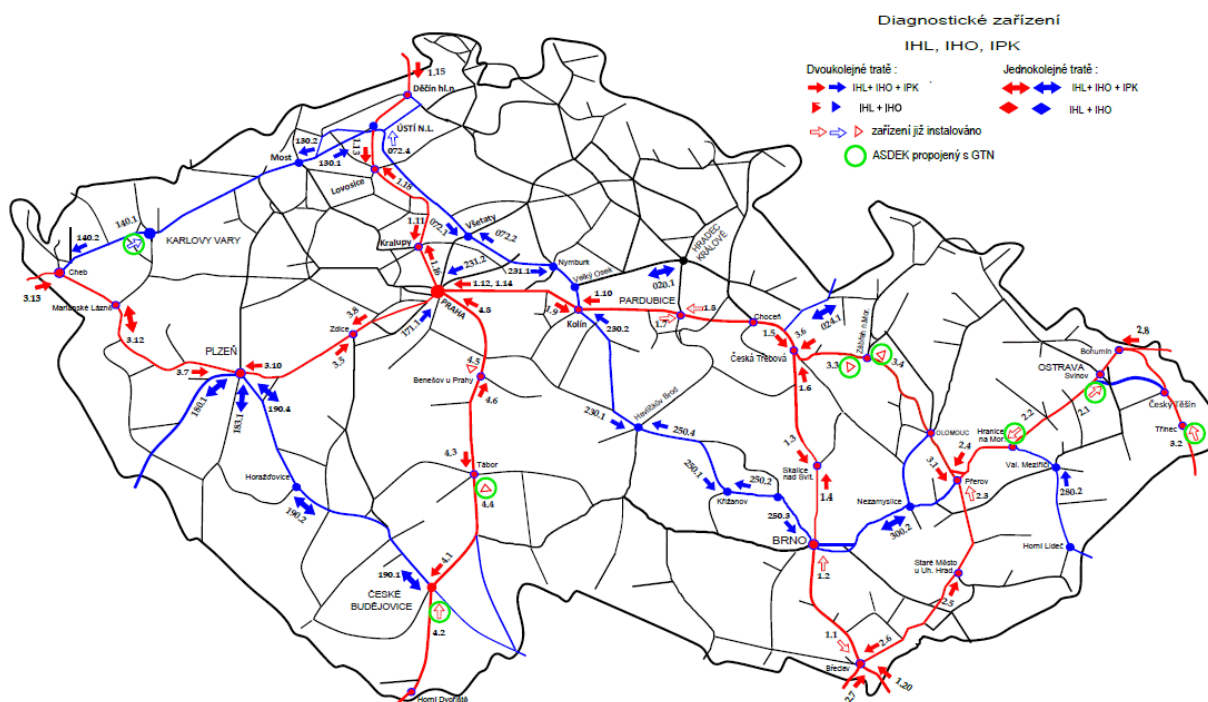 Diagnostické zařízení
IHL, IHO, IPK
Dvoukolejné tratě :
Jednokolejné tratě :
IHL+ IHO + IPK
IHL+ IHO + IPK
IHL + IHO
IHL + IHO
zařízení již instalováno
ASDEK propojený s GTN
1.15
Děčín hl.n
ÚSTÍ N.L.
130.2
Most
130.1
1.13
072.4
Lovosice
1.18
140.1
140.2
KARLOVY VARY
Cheb
3.13
1.11
072.1
Všetaty
072.2
Kralupy
1.16
231.2
231.1
Nymburk
Velký Osek
HRADEC
KRÁLOVÉ
020.1
1.12, 1.14
1.10
PRAHA
4.8
1.9
Kolín
230.2
PARDUBICE
1.8
1.7
Choceň
024.1
Mariánské Lázně
3.12
3.8
Zdice
171.1
3.5
PLZEŇ
3.7
3.10
180.1
183.1
190.4
4.5
Benešov u Prahy
4.6
1.5
3.6
Česká Třebová
1.6
Zábřeh na Mor.
3.3
3.4
2.8
Bohumín
OSTRAVA
Svinov
2.1
2.2
Český Těšín
Třinec
3.2
230.1
Havlíčkův Brod
250.4
OLOMOUC
Hranice
na Mor.
2.4
3.1
Val. Meziříčí
Přerov
2.3
280.2
4.3
Tábor
4.4
Horažďovice
190.2
1.3
Skalice
nad Svit.
1.4
250.1
250.2
Křižanov
250.3
Nezamyslice
300.2
BRNO
Horní Lideč
190.1
4.1
ČESKÉ
BUDĚJOVICE
4.2
Horní Dvořiště
1.2
Staré Město
u Uh. Hrad.
2.5
1.1
2.6
Břeclav
2.7
1.20